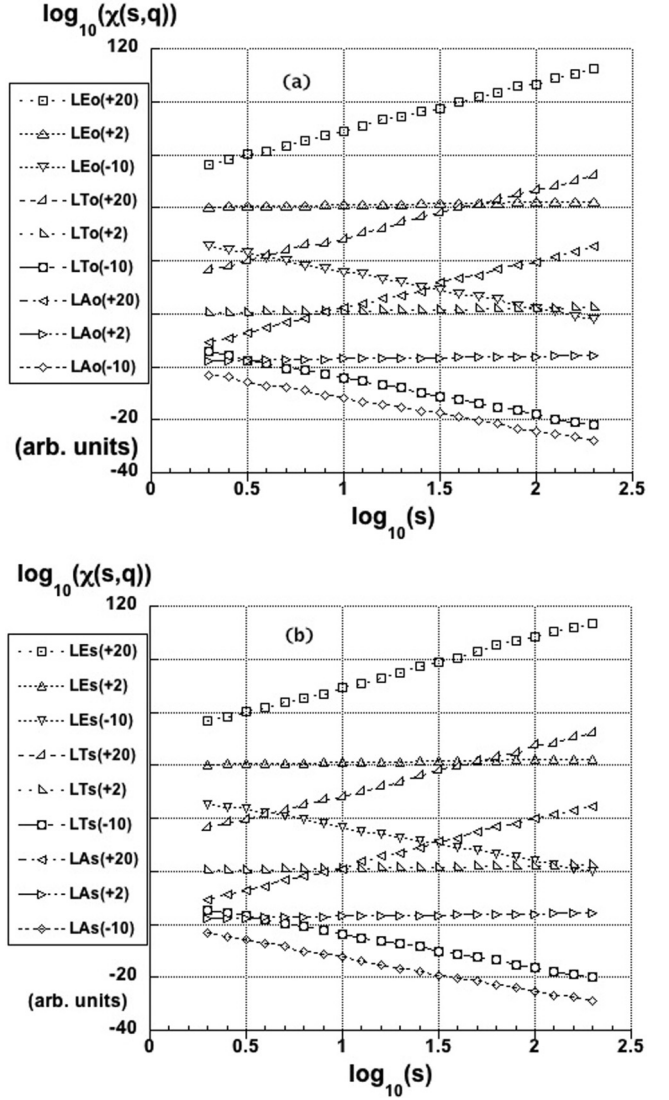 log10(χ(s,q))
120
(a)
LEo(+20)
LEo(+2)
LEo(-10)
LTo(+20)
LTo(+2)
LTo(-10)
LAo(+20)
LAo(+2)
LAo(-10)
-20
(arb. units)
-40
0 0.5 1 1.5 2 2.5
log10(s)
log10(χ(s,q))
120
(b)
LEs(+20)
LEs(+2)
LEs(-10)
LTs(+20)
LTs(+2)
LTs(-10)
LAs(+20)
LAs(+2)
LAs(-10)
-20
(arb. units)
-40
0 0.5 1 1.5 2 2.5
log10(s)